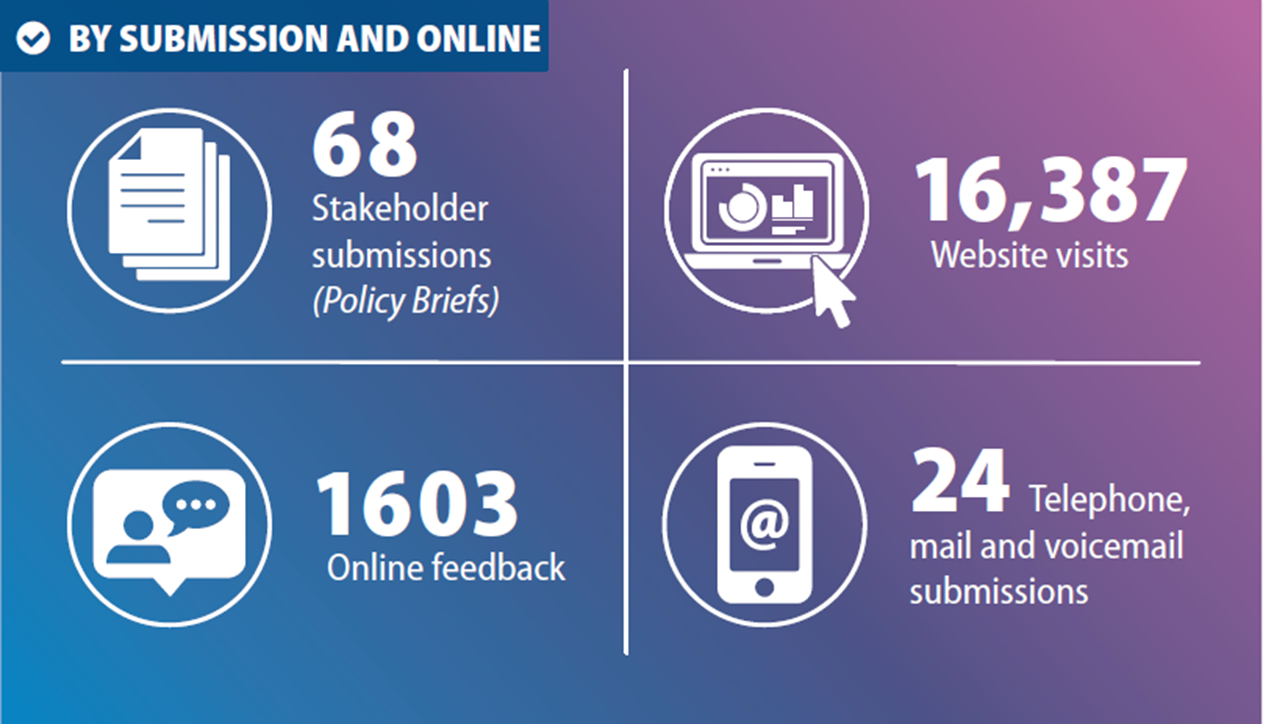 BY SUBMISSION AND ONLINE
68
Stakeholder
submissions
(Policy Briefs)
16,387
Website visits
1603
Online feedback
24 Telephone,
mail and voicemail
submissions
@